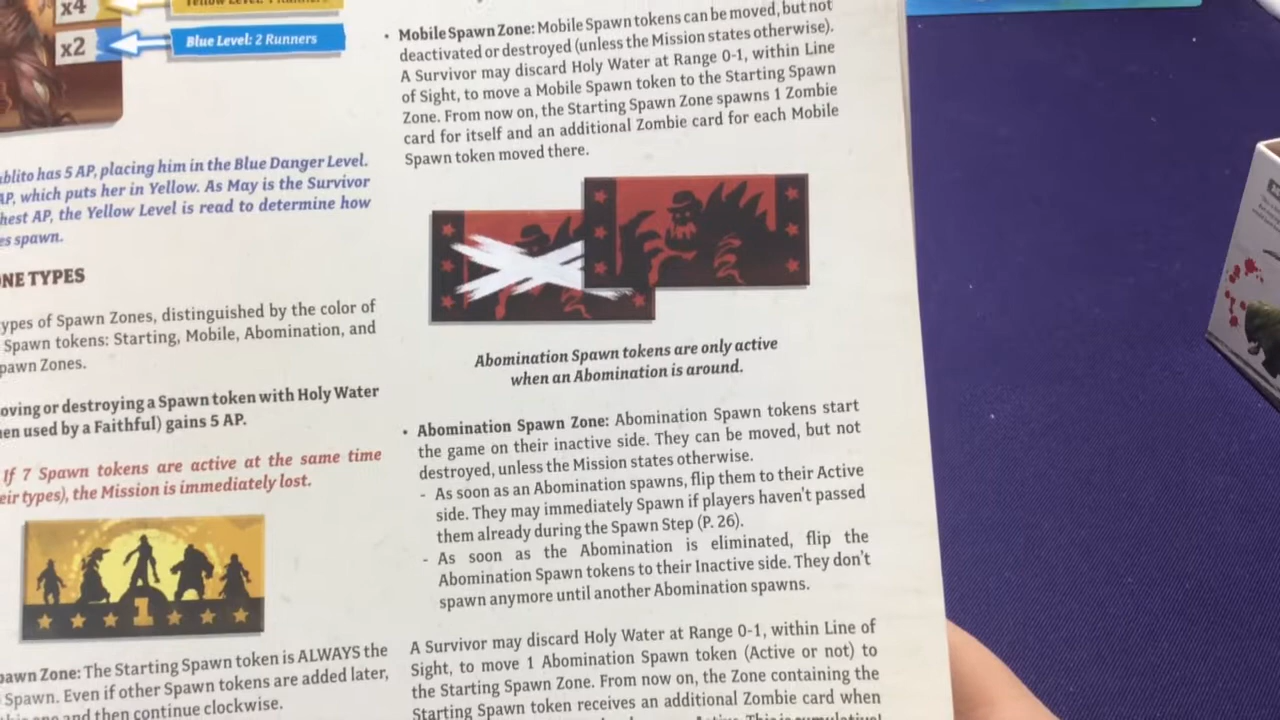 x4
x2
Blue Level: 2 Runners
ablito has 5 AP, placing him in the Blue Danger Level.
AP, which puts her in Yellow. As May is the Survivor
hest AP, the Yellow Level is read to determine how
es spawn.
NE TYPES
ypes of Spawn Zones, distinguished by the color of
Spawn tokens: Starting, Mobile, Abomination, and
pawn Zones.
oving or destroying a Spawn token with Holy Water
en used by a Faithful) gains 5 AP.
If 7 Spawn tokens are active at the same time
eir types), the Mission is immediately lost.
1
pawn Zone: The Starting Spawn token is ALWAYS the
Spawn. Even if other Spawn tokens are added later,
one and then continue clockwise.
• Mobile Spawn Zone: Mobile Spawn tokens can be moved, but not
deactivated or destroyed (unless the Mission states otherwise).
A Survivor may discard Holy Water at Range 0-1, within Line
of Sight, to move a Mobile Spawn token to the Starting Spawn
Zone. From now on, the Starting Spawn Zone spawns 1 Zombie
card for itself and an additional Zombie card for each Mobile
Spawn token moved there.
Abomination Spawn tokens are only active
when an Abomination is around.
• Abomination Spawn Zone: Abomination Spawn tokens start
the game on their inactive side. They can be moved, but not
destroyed, unless the Mission states otherwise.
- As soon as an Abomination spawns, flip them to their Active
side. They may immediately Spawn if players haven't passed
them already during the Spawn Step (P. 26).
- As soon as the Abomination is eliminated, flip the
Abomination Spawn tokens to their Inactive side. They don't
spawn anymore until another Abomination spawns.
A Survivor may discard Holy Water at Range 0-1, within Line of
Sight, to move 1 Abomination Spawn token (Active or not) to
the Starting Spawn Zone. From now on, the Zone containing the
Starting Spawn token receives an additional Zombie card when